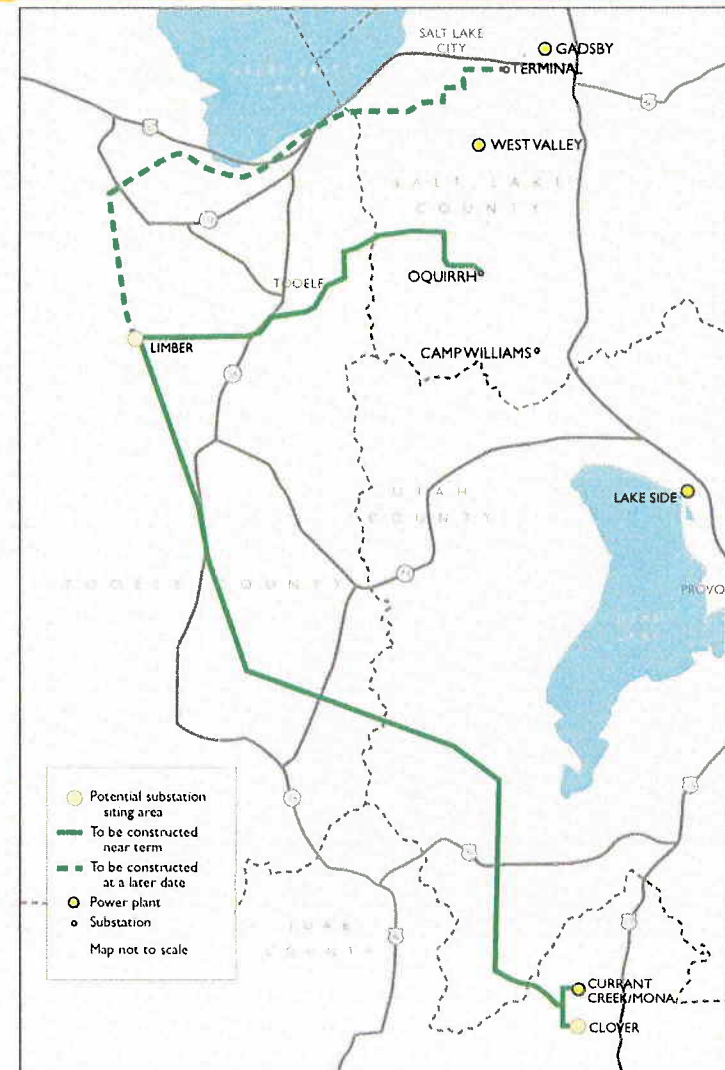 SALT LAKE
CITY
GADSBY
TERMINAL
WEST VALLEY
SALT LAKE
COUNTY
TOOELE
OQUIRRH
LIMBER
CAMP WILLIAMS
UTAH
COUNTY
LAKE SIDE
TOOELE COUNTY
PROVO
Potential substation
siting area
To be constructed
near term
To be constructed
at a later date
Power plant
Substation
Map not to scale
COUNTY
CURRANT
CREEK/MONA
CLOVER